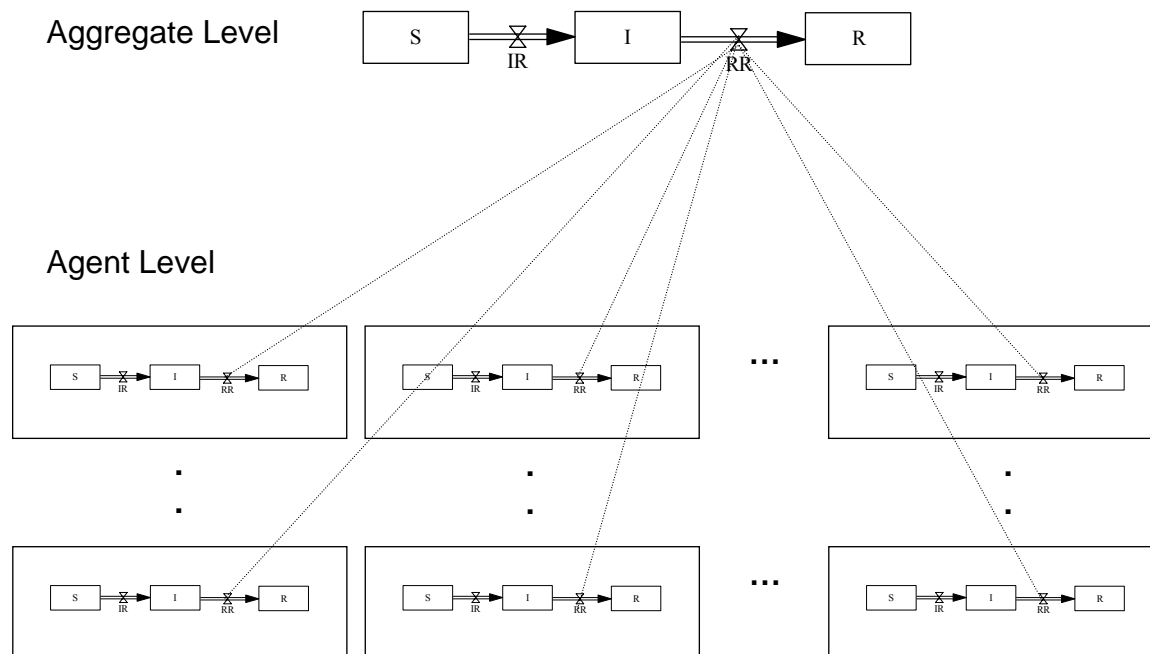 Aggregate Level
S I R
IR RR
Agent Level
...
S I R S I R S I R
IR RR IR RR IR RR
. . .
. . .
...
S I R S I R S I R
IR RR IR RR IR RR